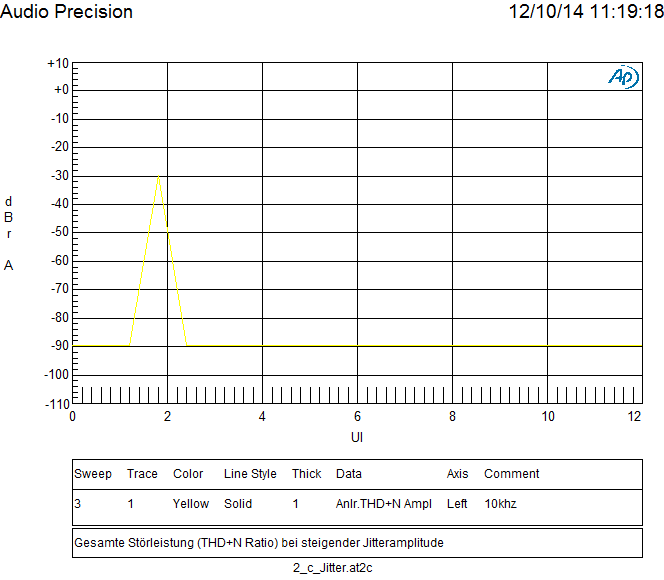 Audio Precision 12/10/14 11:19:18
Ap
+10
+0
-10
-20
-30
-40
-50
-60
-70
-80
-90
-100
-110
d
B
r
A
0 2 4 6 8 10 12
UI
Sweep Trace Color Line Style Thick Data Axis Comment
3 1 Yellow Solid 1 Anlr.THD+N Ampl Left 10khz
Gesamte Störleistung (THD+N Ratio) bei steigender Jitteramplitude
2_c_Jitter.at2c